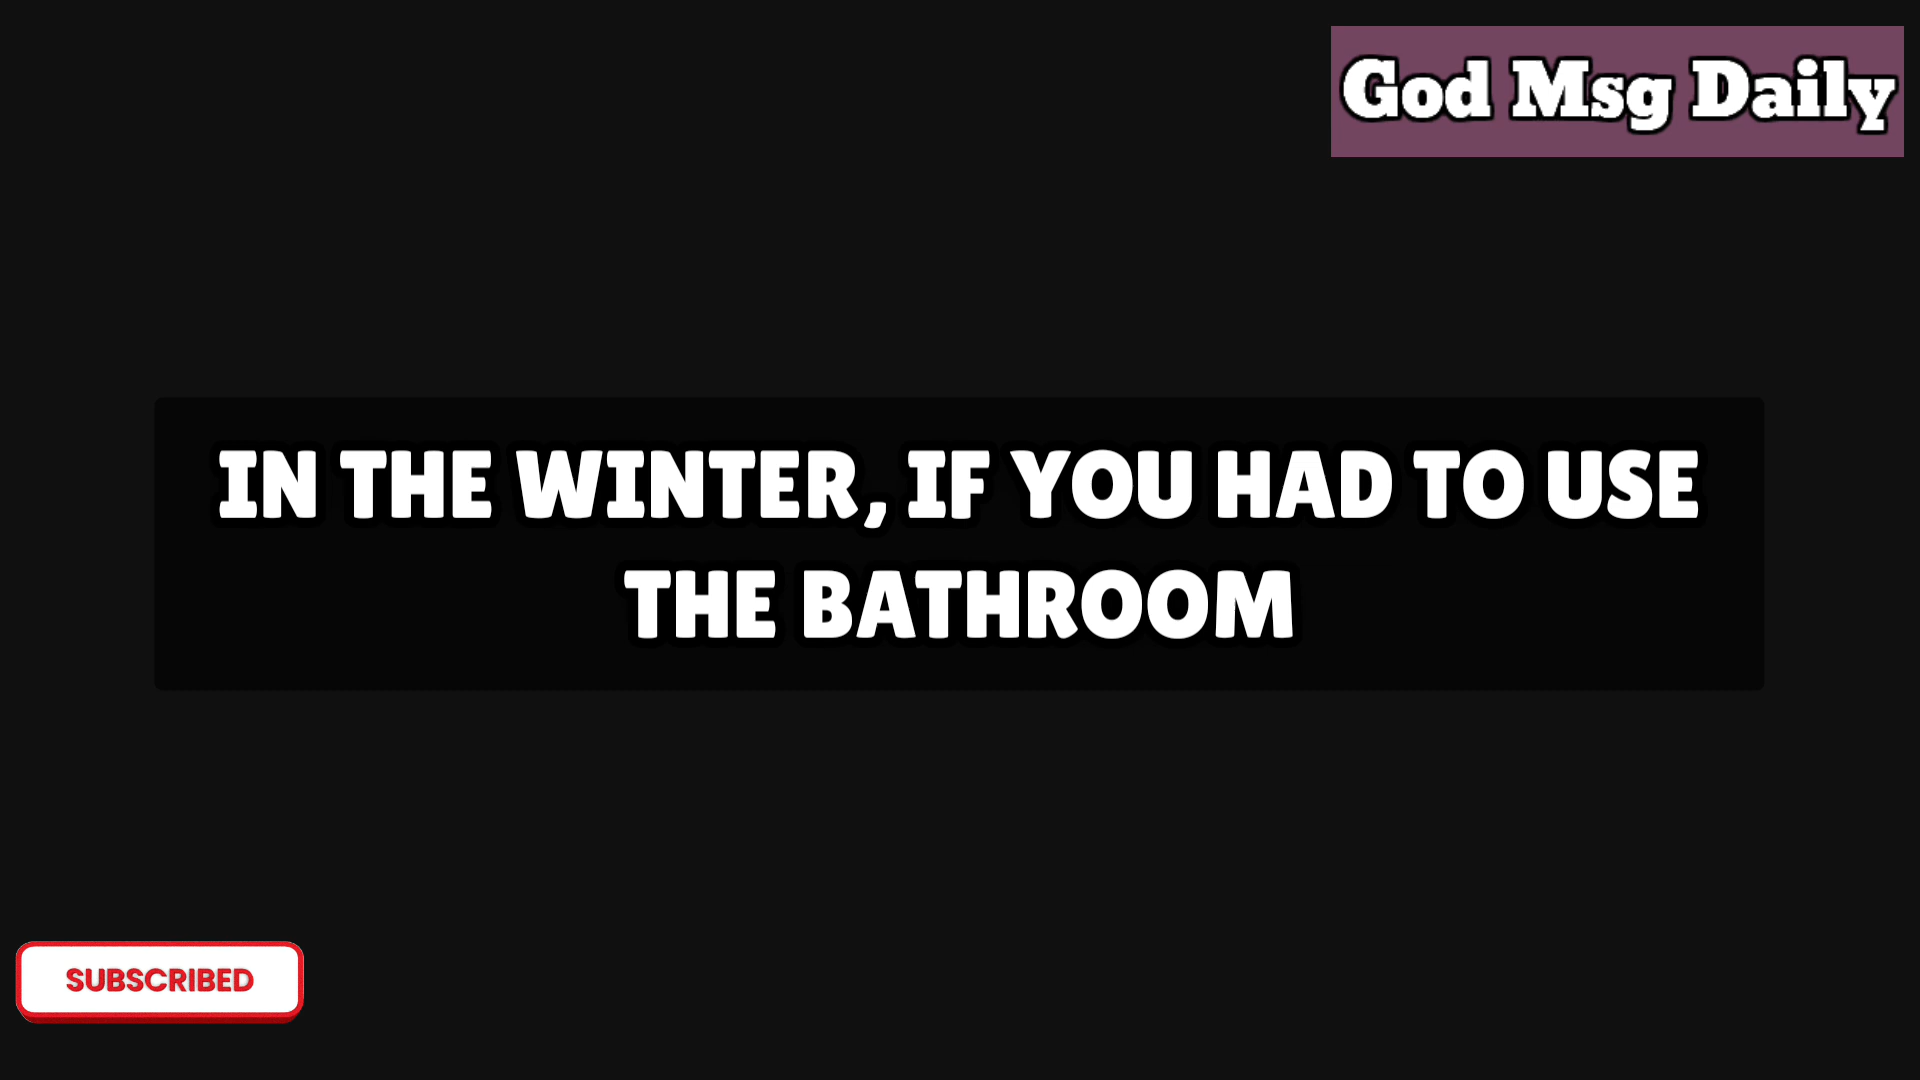 God Msg Daily
IN THE WINTER, IF YOU HAD TO USE
THE BATHROOM
SUBSCRIBED